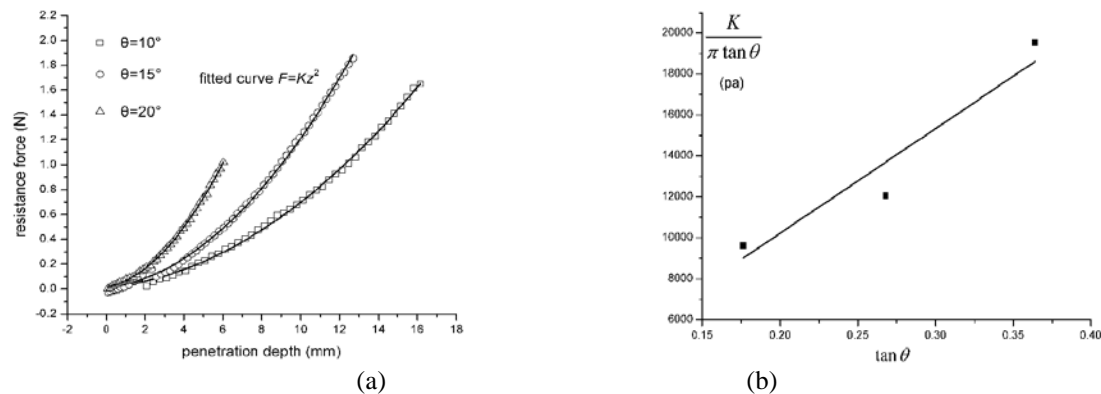 2.2
2.0
1.8
1.6
1.4
1.2
1.0
0.8
0.6
0.4
0.2
0.0
-0.2
resistance force (N)
θ=10°
θ=15°
θ=20°
fitted curve F=Kz²
-2 0 2 4 6 8 10 12 14 16 18
penetration depth (mm)
(a)
20000
18000
16000
14000
12000
10000
8000
6000
K
π tan θ
(pa)
0.15 0.20 0.25 0.30 0.35 0.40
tan θ
(b)